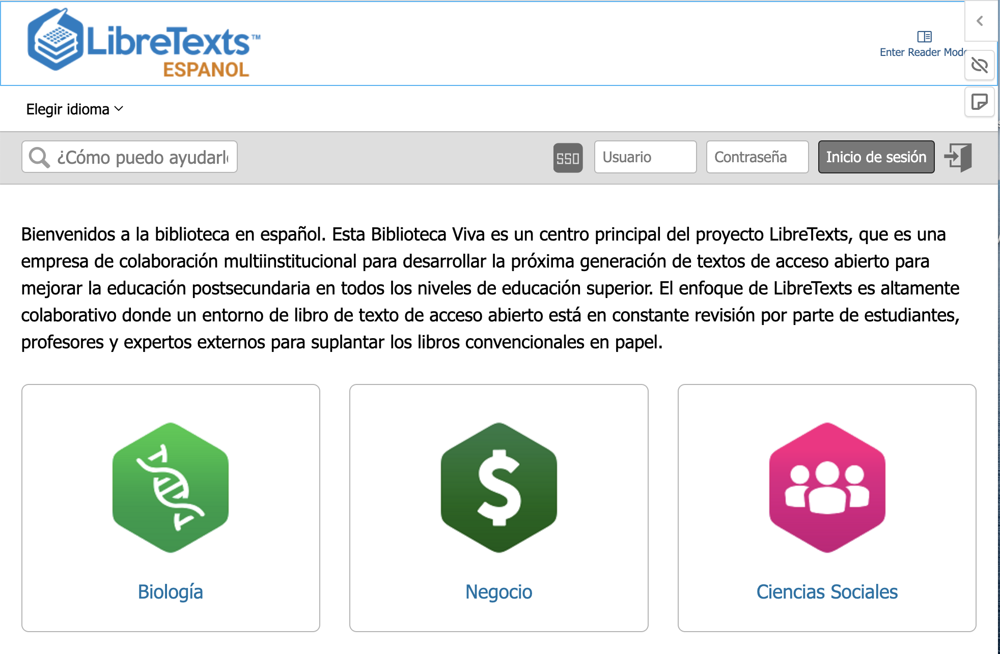 LibreTexts™
ESPANOL
Enter Reader Mode
Elegir idioma
¿Cómo puedo ayudarle
SSO
Usuario
Contraseña
Inicio de sesión
Bienvenidos a la biblioteca en español. Esta Biblioteca Viva es un centro principal del proyecto LibreTexts, que es una
empresa de colaboración multiinstitucional para desarrollar la próxima generación de textos de acceso abierto para
mejorar la educación postsecundaria en todos los niveles de educación superior. El enfoque de LibreTexts es altamente
colaborativo donde un entorno de libro de texto de acceso abierto está en constante revisión por parte de estudiantes,
profesores y expertos externos para suplantar los libros convencionales en papel.
$
Biología
Negocio
Ciencias Sociales